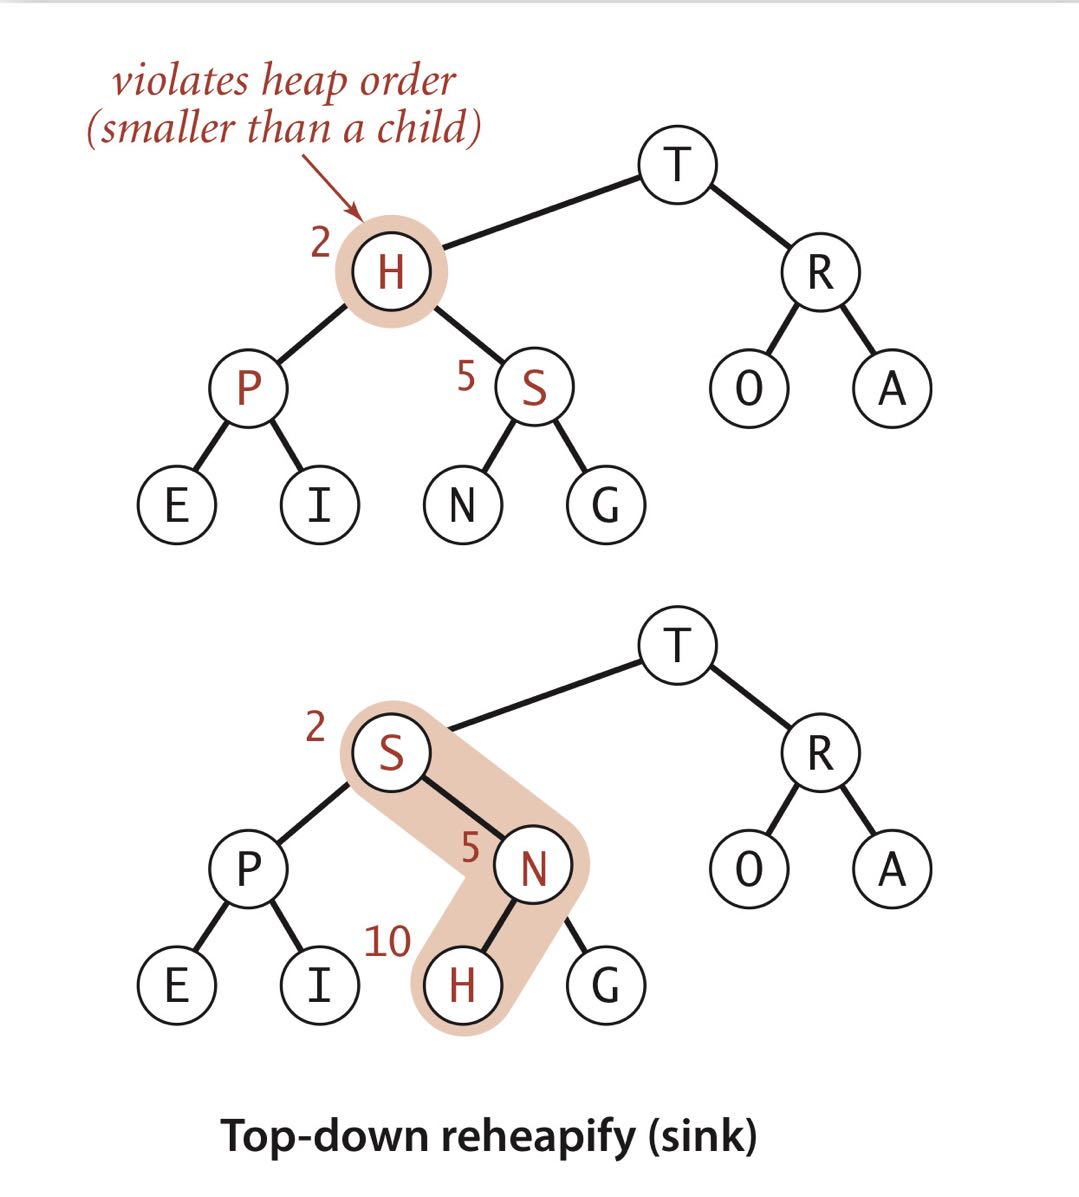 violates heap order
(smaller than a child)
T
2 H R
P 5 S O A
E I N G
T
2 S R
P 5 N O A
E I 10 H G
Top-down reheapify (sink)